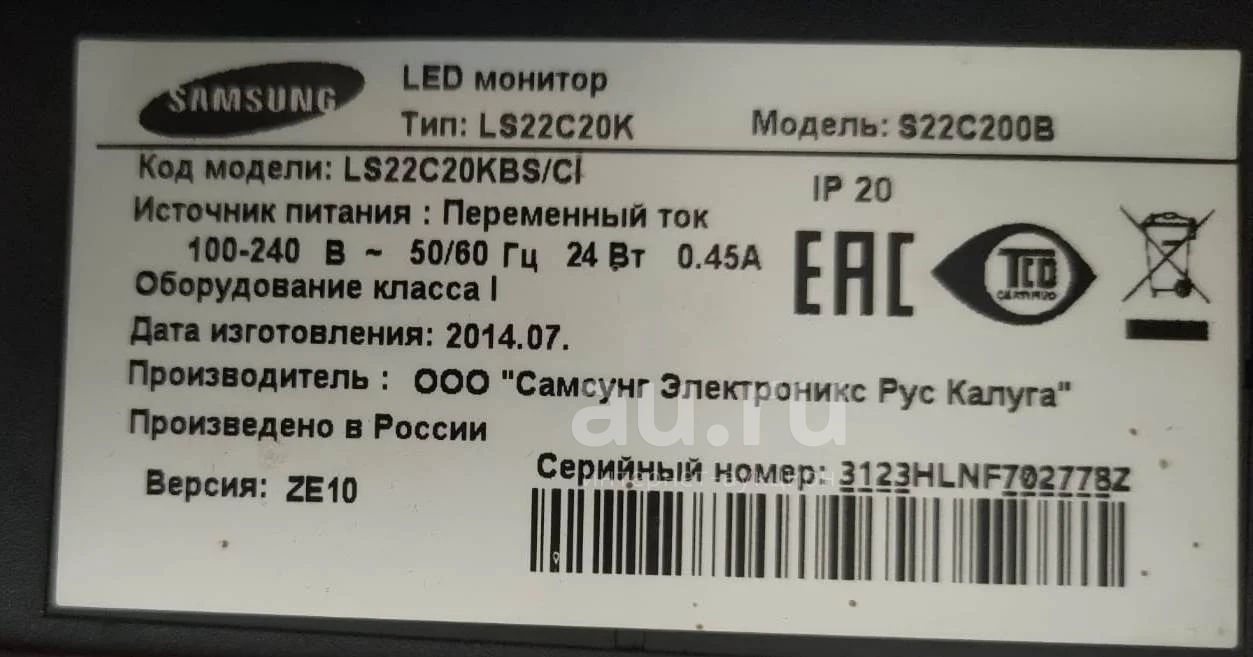 SAMSUNG
LED монитор
Тип: LS22C20K Модель: S22C200B
Код модели: LS22C20KBS/CI
IP 20
Источник питания : Переменный ток
100-240 В ~ 50/60 Гц 24 Вт 0.45A
EAC
TCO
CERTIFIED
Оборудование класса I
Дата изготовления: 2014.07.
Производитель : ООО "Самсунг Электроникс Рус Калуга"
au.ru
Произведено в России
Серийный номер: 3123HLNF702778Z
Версия: ZE10